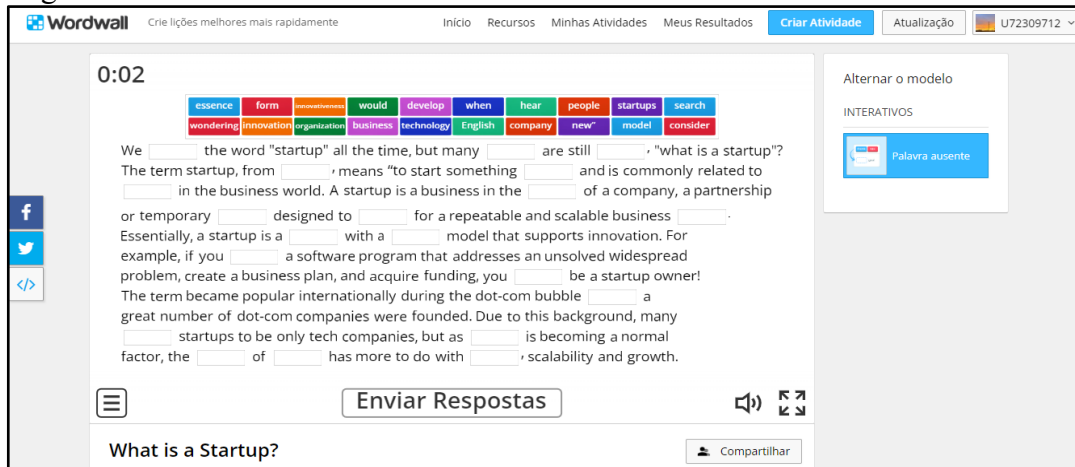 Wordwall Crie lições melhores mais rapidamente Início Recursos Minhas Atividades Meus Resultados Criar Atividade Atualização U72309712
0:02
essence form innovativeness would develop when hear people startups search
wondering innovation organization business technology English company new" model consider
We the word "startup" all the time, but many are still , "what is a startup"?
The term startup, from , means "to start something and is commonly related to
in the business world. A startup is a business in the of a company, a partnership
or temporary designed to for a repeatable and scalable business .
Essentially, a startup is a with a model that supports innovation. For
example, if you a software program that addresses an unsolved widespread
problem, create a business plan, and acquire funding, you be a startup owner!
The term became popular internationally during the dot-com bubble a
great number of dot-com companies were founded. Due to this background, many
startups to be only tech companies, but as is becoming a normal
factor, the of has more to do with , scalability and growth.
Enviar Respostas
What is a Startup?
Compartilhar
Alternar o modelo
INTERATIVOS
Palavra ausente
f
</>